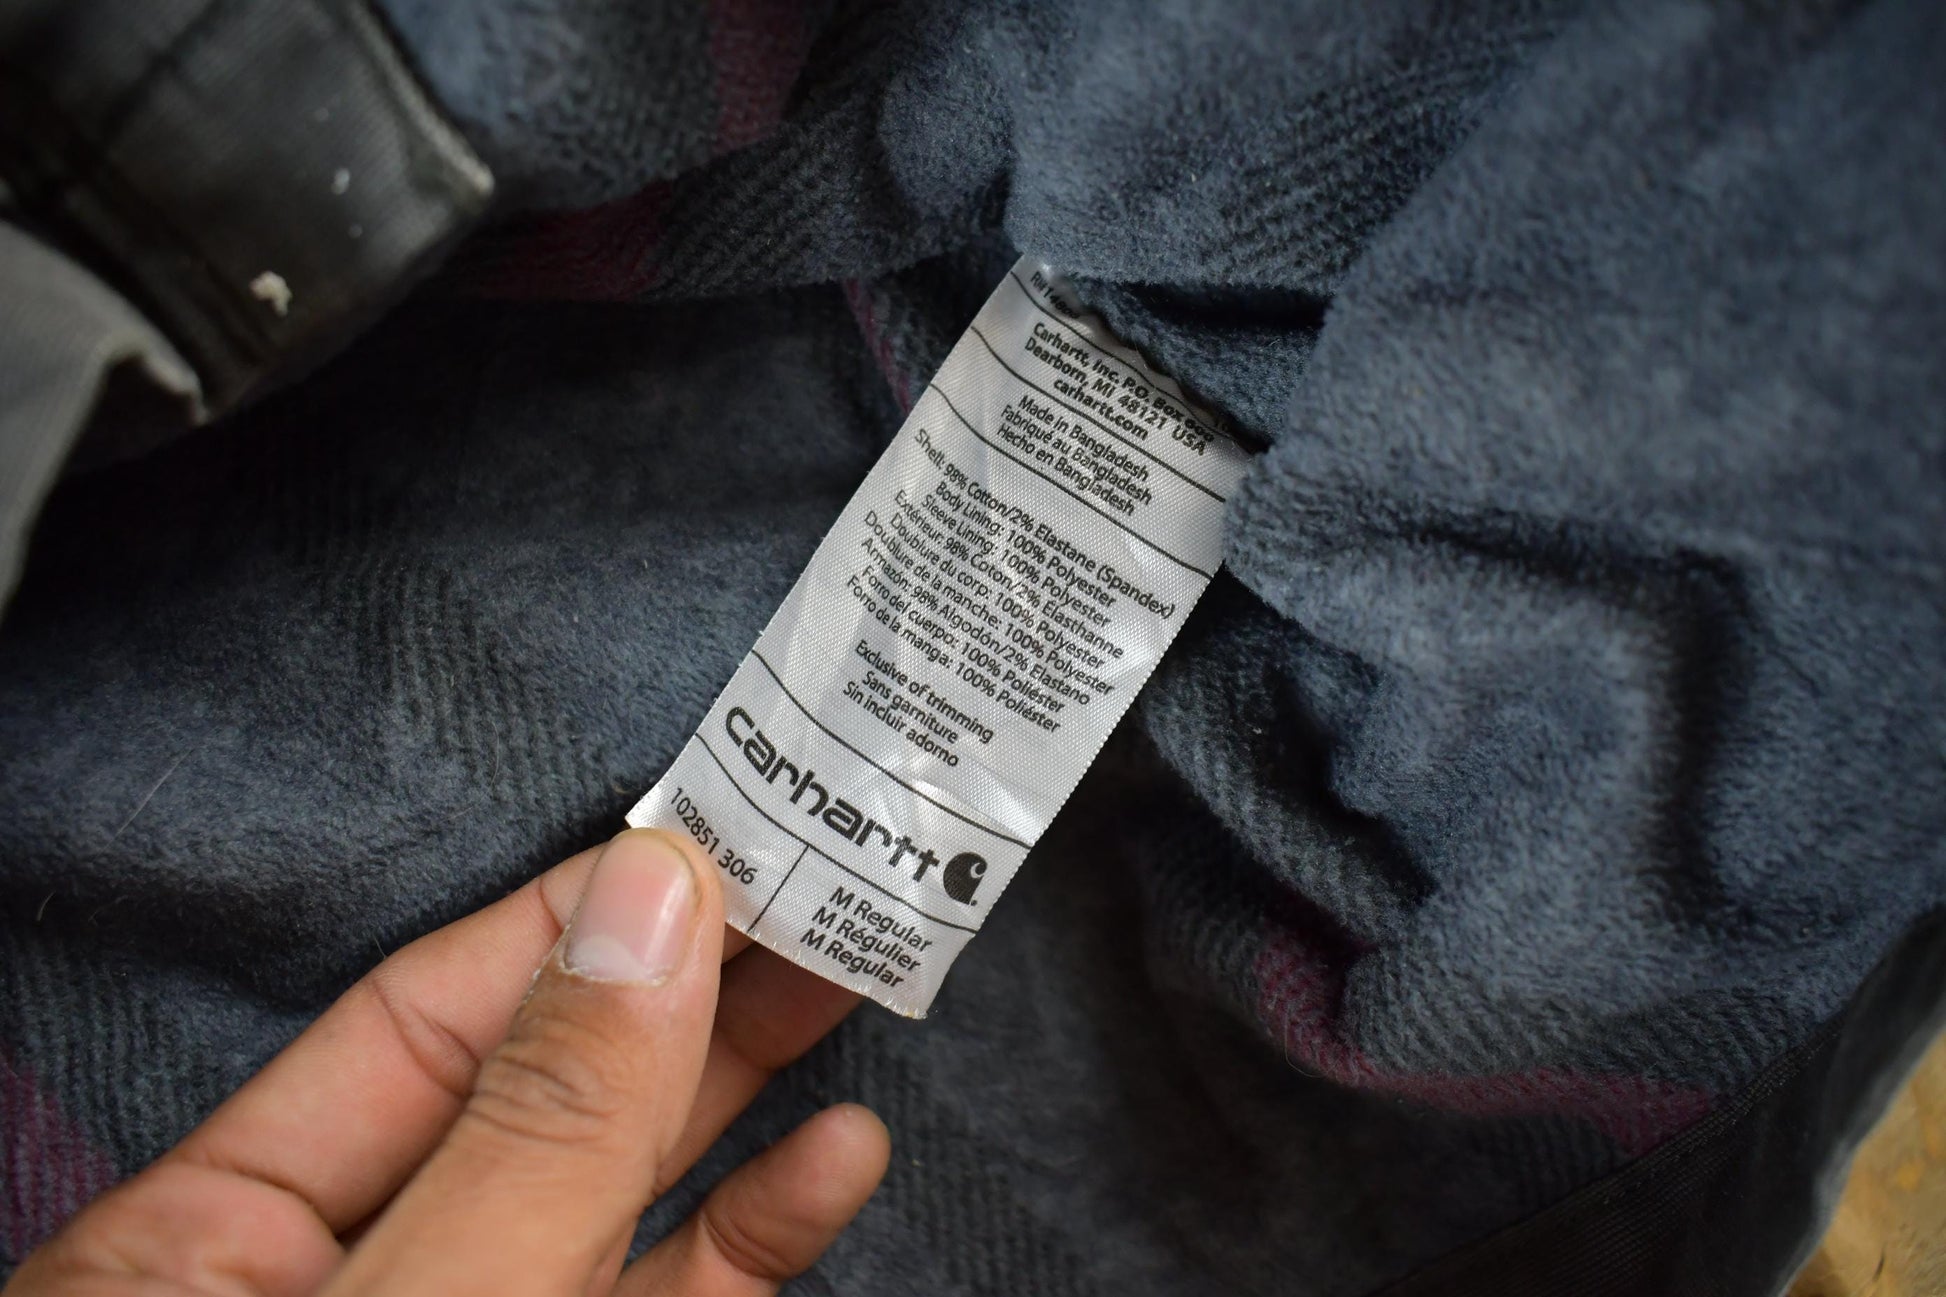 Carhartt, Inc. P.O. Box
Dearborn, MI 48121 USA
carhartt.com
Made in Bangladesh
Fabriqué au Bangladesh
Hecho en Bangladesh
Shell: 98% Cotton/2% Elastane (Spandex)
Body Lining: 100% Polyester
Sleeve Lining: 100% Polyester
Extérieur: 98% Coton/2% Elasthanne
Doublure du corp: 100% Polyester
Doublure de la manche: 100% Polyester
Armazón: 98% Algodón/2% Elastano
Forro del cuerpo: 100% Poliéster
Forro de la manga: 100% Poliéster
Exclusive of trimming
Sans garniture
Sin incluir adorno
carhartt
102851 306
M Regular
M Régulier
M Regular